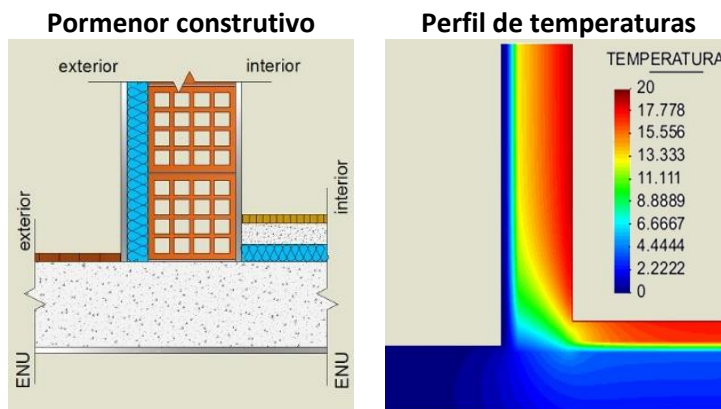 Pormenor construtivo
exterior
interior
exterior
interior
ENU
ENU
Perfil de temperaturas
TEMPERATURA
20
17.778
15.556
13.333
11.111
8.8889
6.6667
4.4444
2.2222
0